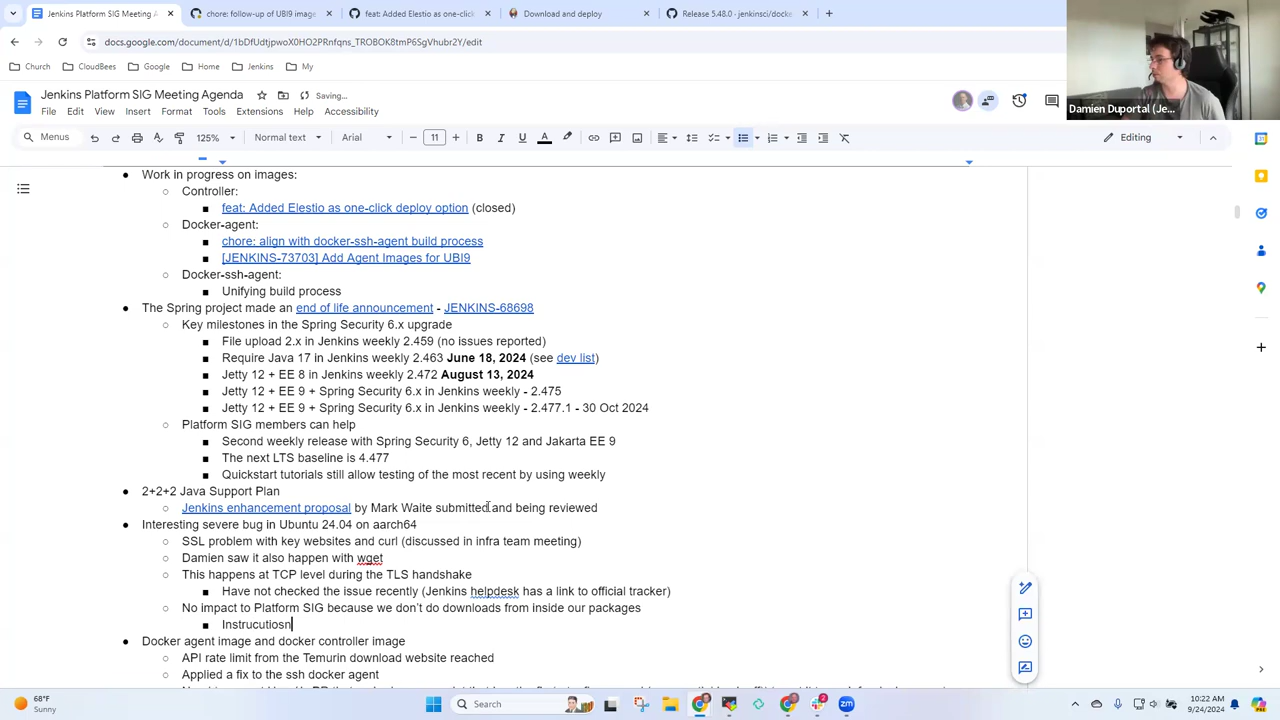 Jenkins Platform SIG Meeting A
chore: follow-up of UBI9 image
feat: Added Elestio as one-click
Download and deploy
Release 5.48.0 · jenkinsci/docke
docs.google.com/document/d/1bDfUdtjpwoX0HO2PRnfqns_TROBOK8tmP6SgVhubr2Y/edit
Church
CloudBees
Google
Home
Jenkins
My
Jenkins Platform SIG Meeting Agenda
Saving...
File Edit View Insert Format Tools Extensions Help Accessibility
Menus
125%
Normal text
Arial
11
B I U A
Editing
Damien Duportal (Je...
Work in progress on images:
Controller:
feat: Added Elestio as one-click deploy option (closed)
Docker-agent:
chore: align with docker-ssh-agent build process
[JENKINS-73703] Add Agent Images for UBI9
Docker-ssh-agent:
Unifying build process
The Spring project made an end of life announcement - JENKINS-68698
Key milestones in the Spring Security 6.x upgrade
File upload 2.x in Jenkins weekly 2.459 (no issues reported)
Require Java 17 in Jenkins weekly 2.463 June 18, 2024 (see dev list)
Jetty 12 + EE 8 in Jenkins weekly 2.472 August 13, 2024
Jetty 12 + EE 9 + Spring Security 6.x in Jenkins weekly - 2.475
Jetty 12 + EE 9 + Spring Security 6.x in Jenkins weekly - 2.477.1 - 30 Oct 2024
Platform SIG members can help
Second weekly release with Spring Security 6, Jetty 12 and Jakarta EE 9
The next LTS baseline is 4.477
Quickstart tutorials still allow testing of the most recent by using weekly
2+2+2 Java Support Plan
Jenkins enhancement proposal by Mark Waite submitted and being reviewed
Interesting severe bug in Ubuntu 24.04 on aarch64
SSL problem with key websites and curl (discussed in infra team meeting)
Damien saw it also happen with wget
This happens at TCP level during the TLS handshake
Have not checked the issue recently (Jenkins helpdesk has a link to official tracker)
No impact to Platform SIG because we don't do downloads from inside our packages
Instrucutiosn
Docker agent image and docker controller image
API rate limit from the Temurin download website reached
Applied a fix to the ssh docker agent
68°F
Sunny
Search
10:22 AM
9/24/2024